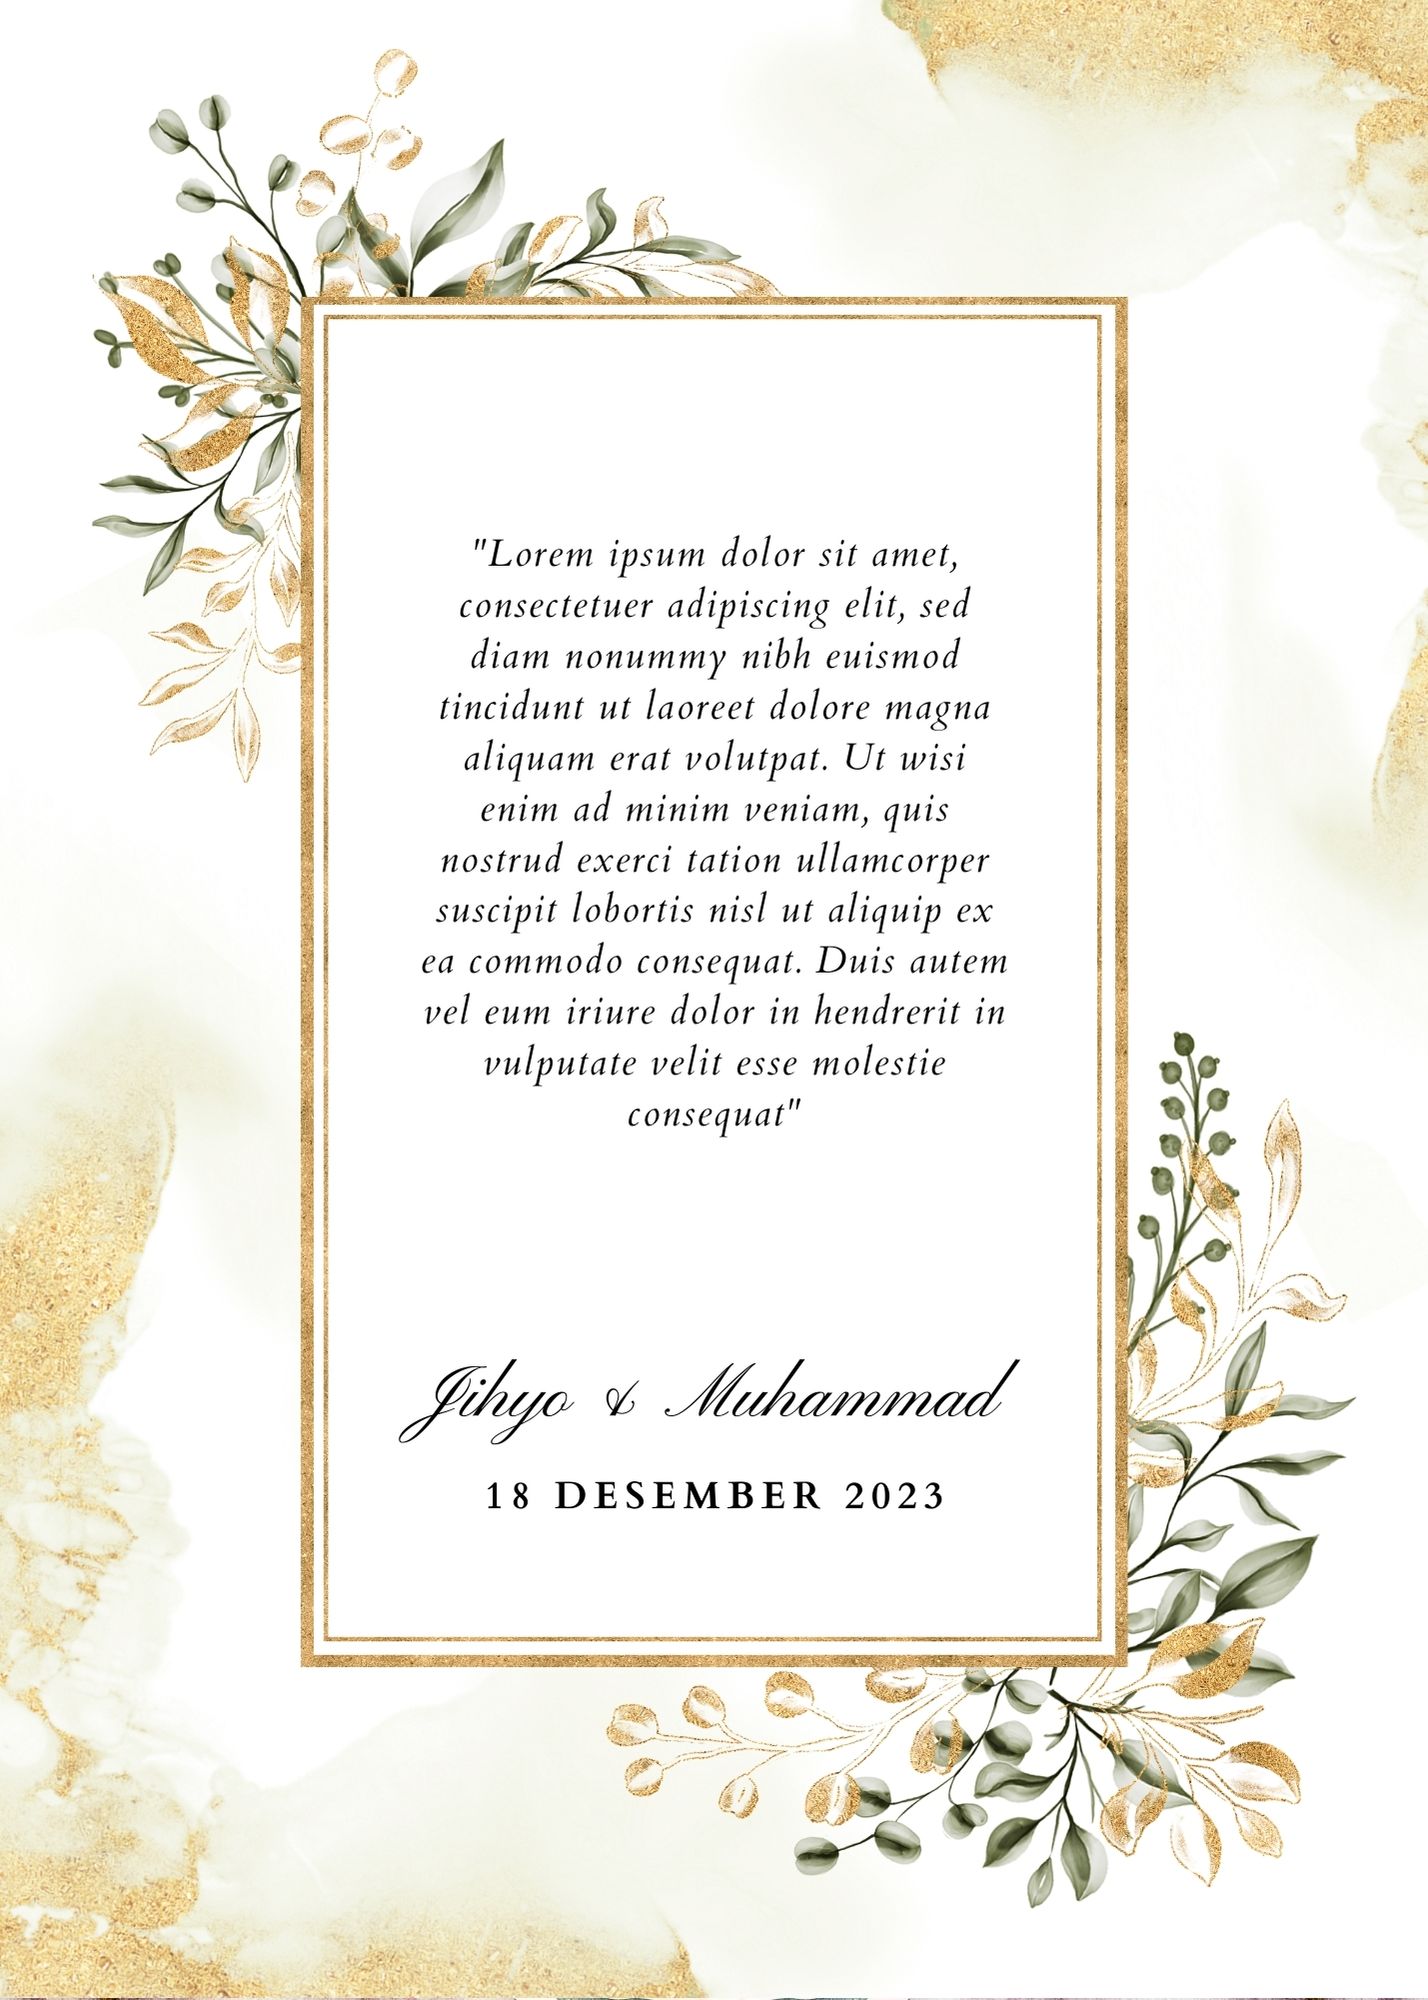 "Lorem ipsum dolor sit amet,
consectetuer adipiscing elit, sed
diam nonummy nibh euismod
tincidunt ut laoreet dolore magna
aliquam erat volutpat. Ut wisi
enim ad minim veniam, quis
nostrud exerci tation ullamcorper
suscipit lobortis nisl ut aliquip ex
ea commodo consequat. Duis autem
vel eum iriure dolor in hendrerit in
vulputate velit esse molestie
consequat"
Jihyo & Muhammad
18 DESEMBER 2023